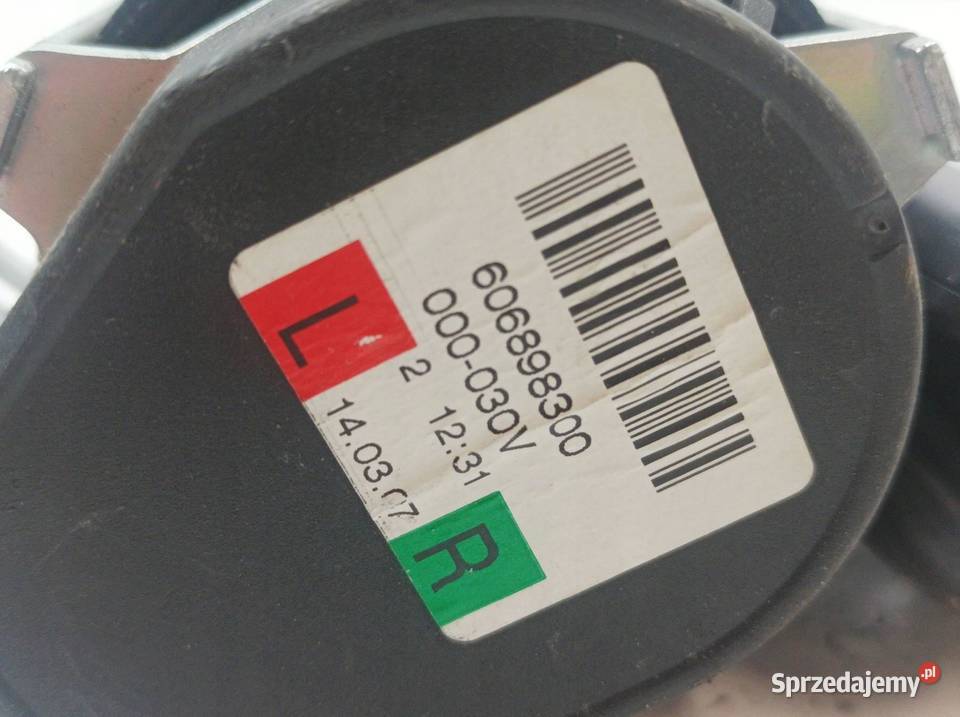 606898300
000-030V
2 12:31
14.03.07
L
R
Sprzedajemy.pl